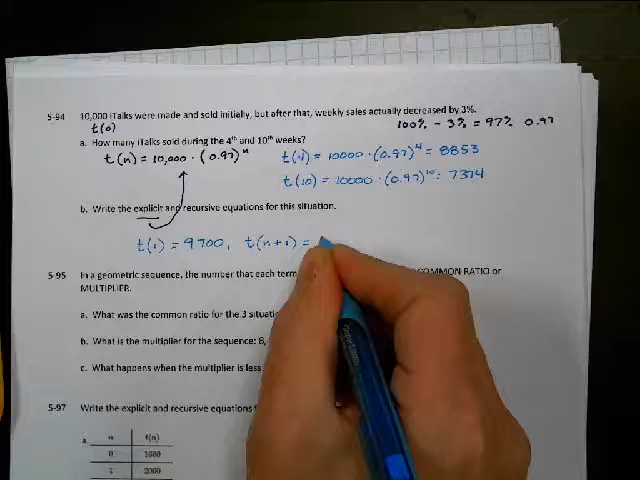 5-94 10,000 iTalks were made and sold initially, but after that, weekly sales actually decreased by 3%.
t(0) 100% - 3% = 97% 0.97
a. How many iTalks sold during the 4th and 10th weeks?
t(n) = 10,000 · (0.97)^n t(4) = 10000 · (0.97)^4 = 8853
t(10) = 10000 · (0.97)^10 = 7374
b. Write the explicit and recursive equations for this situation.
t(1) = 9700, t(n+1) =
5-95 In a geometric sequence, the number that each term COMMON RATIO or
MULTIPLIER.
a. What was the common ratio for the 3
b. What is the multiplier for the sequence: 8,
c. What happens when the multiplier is less
5-97 Write the explicit and recursive equations
a. n t(n)
0 1600
1 2000